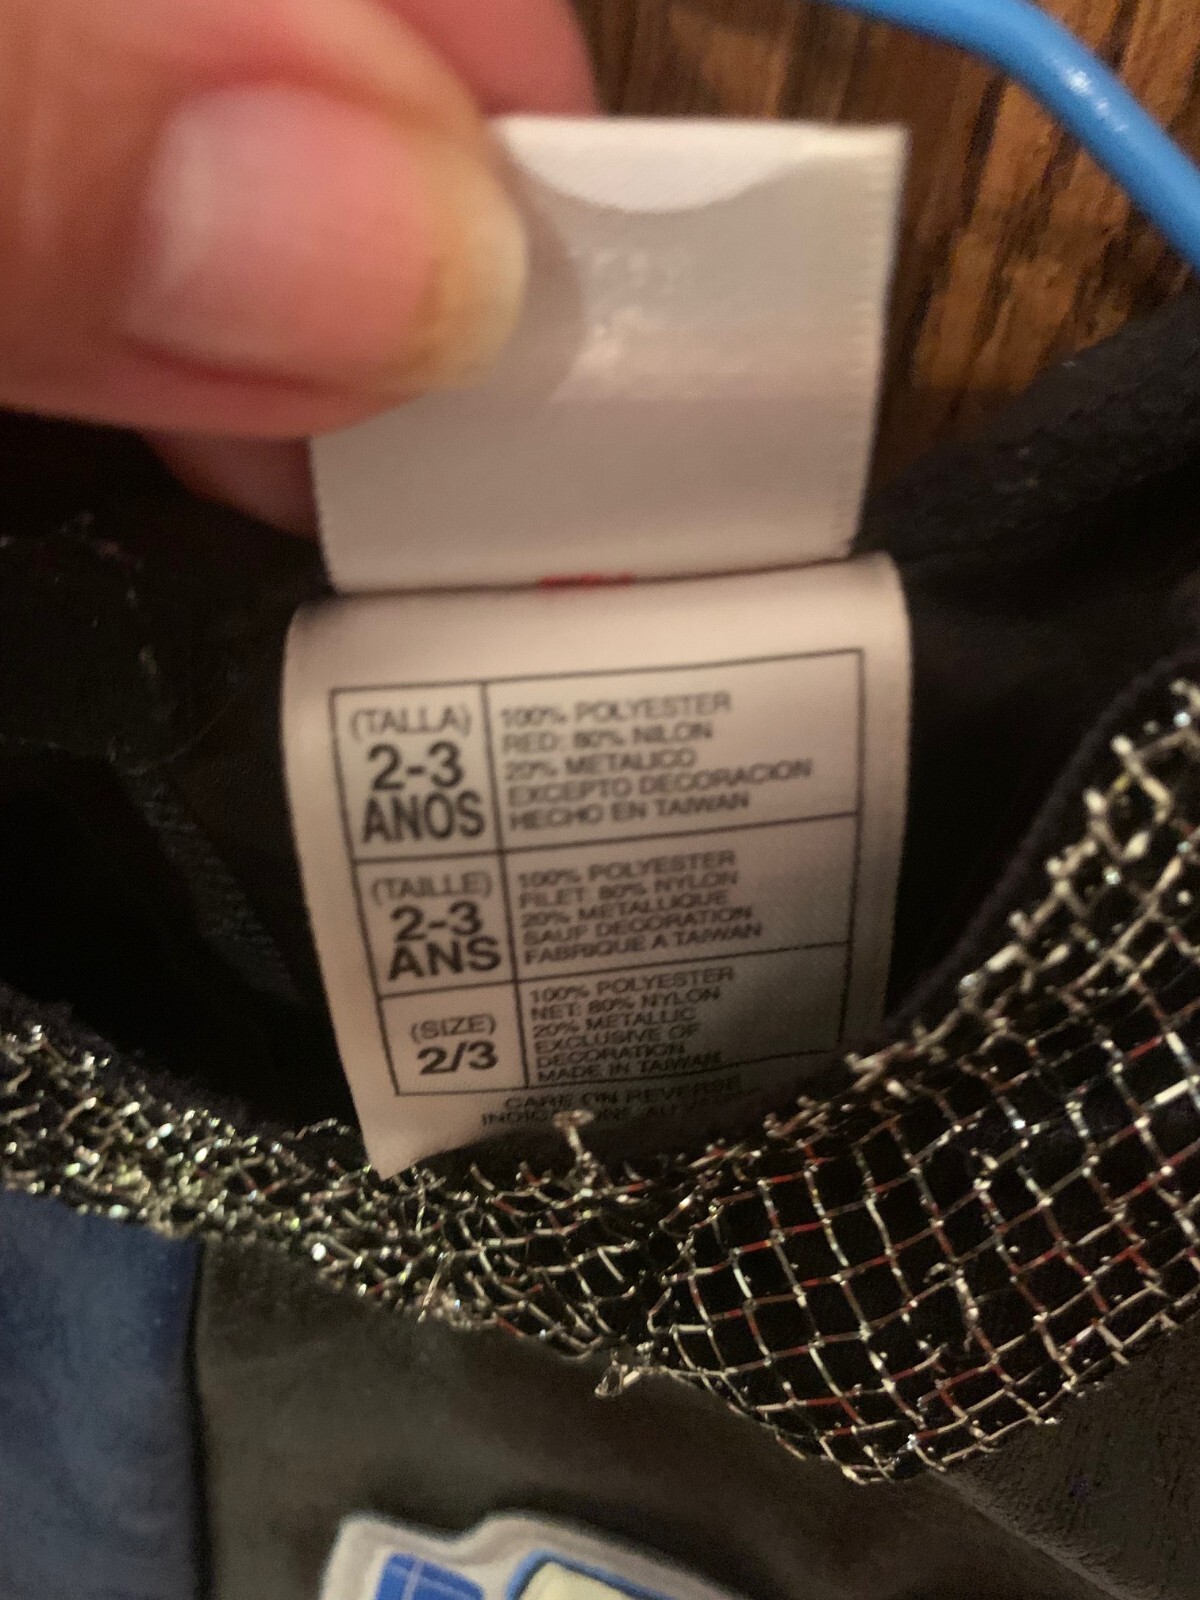 (TALLA)
2-3
ANOS
100% POLYESTER
RED: 80% NILON
20% METALICO
EXCEPTO DECORACION
HECHO EN TAIWAN
(TAILLE)
2-3
ANS
100% POLYESTER
FILET: 80% NYLON
20% METALLIQUE
SAUF DECORATION
FABRIQUE A TAIWAN
(SIZE)
2/3
100% POLYESTER
NET: 80% NYLON
20% METALLIC
EXCLUSIVE OF
DECORATION
MADE IN TAIWAN
CARE ON REVERSE